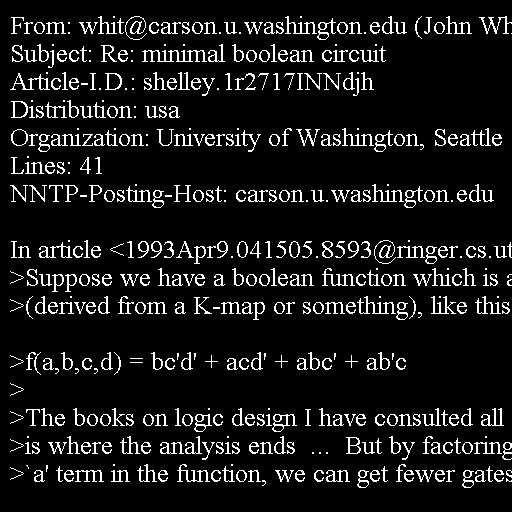 From: whit@carson.u.washington.edu (John Wh
Subject: Re: minimal boolean circuit
Article-I.D.: shelley.1r2717INNdjh
Distribution: usa
Organization: University of Washington, Seattle
Lines: 41
NNTP-Posting-Host: carson.u.washington.edu

In article <1993Apr9.041505.8593@ringer.cs.ut
>Suppose we have a boolean function which is a
>(derived from a K-map or something), like this

>f(a,b,c,d) = bc'd' + acd' + abc' + ab'c
>
>The books on logic design I have consulted all
>is where the analysis ends  ...  But by factoring
>`a' term in the function, we can get fewer gates